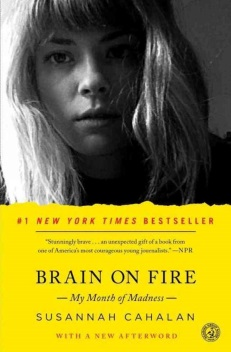 #1 NEW YORK TIMES BESTSELLER
"Stunningly brave . . . an unexpected gift of a book from
one of America's most courageous young journalists." —NPR
BRAIN ON FIRE
— My Month of Madness —
SUSANNAH CAHALAN
WITH A NEW AFTERWORD